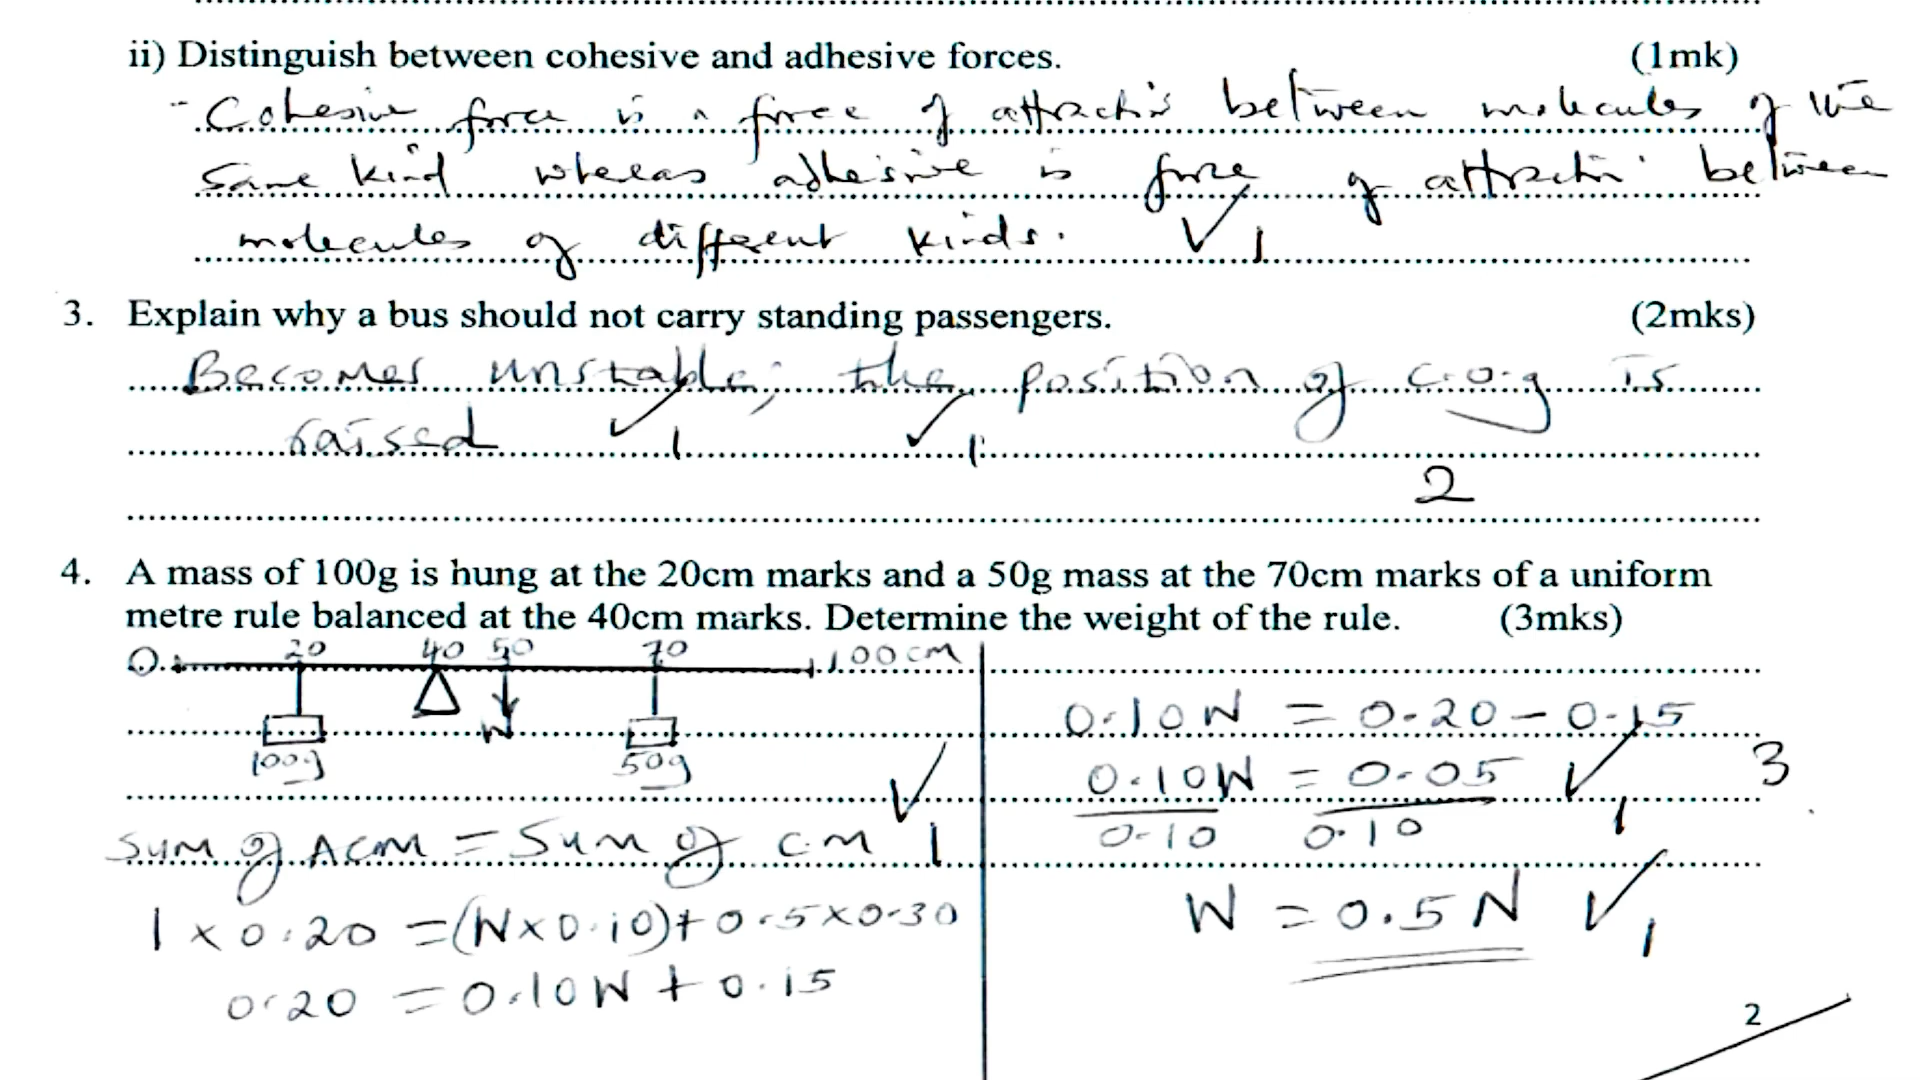 ii) Distinguish between cohesive and adhesive forces. (1mk)
- Cohesive force is a force of attraction between molecules of the
same kind whereas adhesive is force of attraction between
molecules of different kinds. ✓ 1
3. Explain why a bus should not carry standing passengers. (2mks)
Becomes unstable; the position of c.o.g is
raised ✓ 1 ✓ 1
2
4. A mass of 100g is hung at the 20cm marks and a 50g mass at the 70cm marks of a uniform
metre rule balanced at the 40cm marks. Determine the weight of the rule. (3mks)
0 20 40 50 70 100cm
W
100g 50g
Sum of ACM = Sum of C.M ✓ 1
1 x 0.20 = (W x 0.10) + 0.5 x 0.30
0.20 = 0.10W + 0.15
0.10W = 0.20 - 0.15
0.10W = 0.05 ✓ 1 3
0.10 0.10
W = 0.5N ✓ 1
2